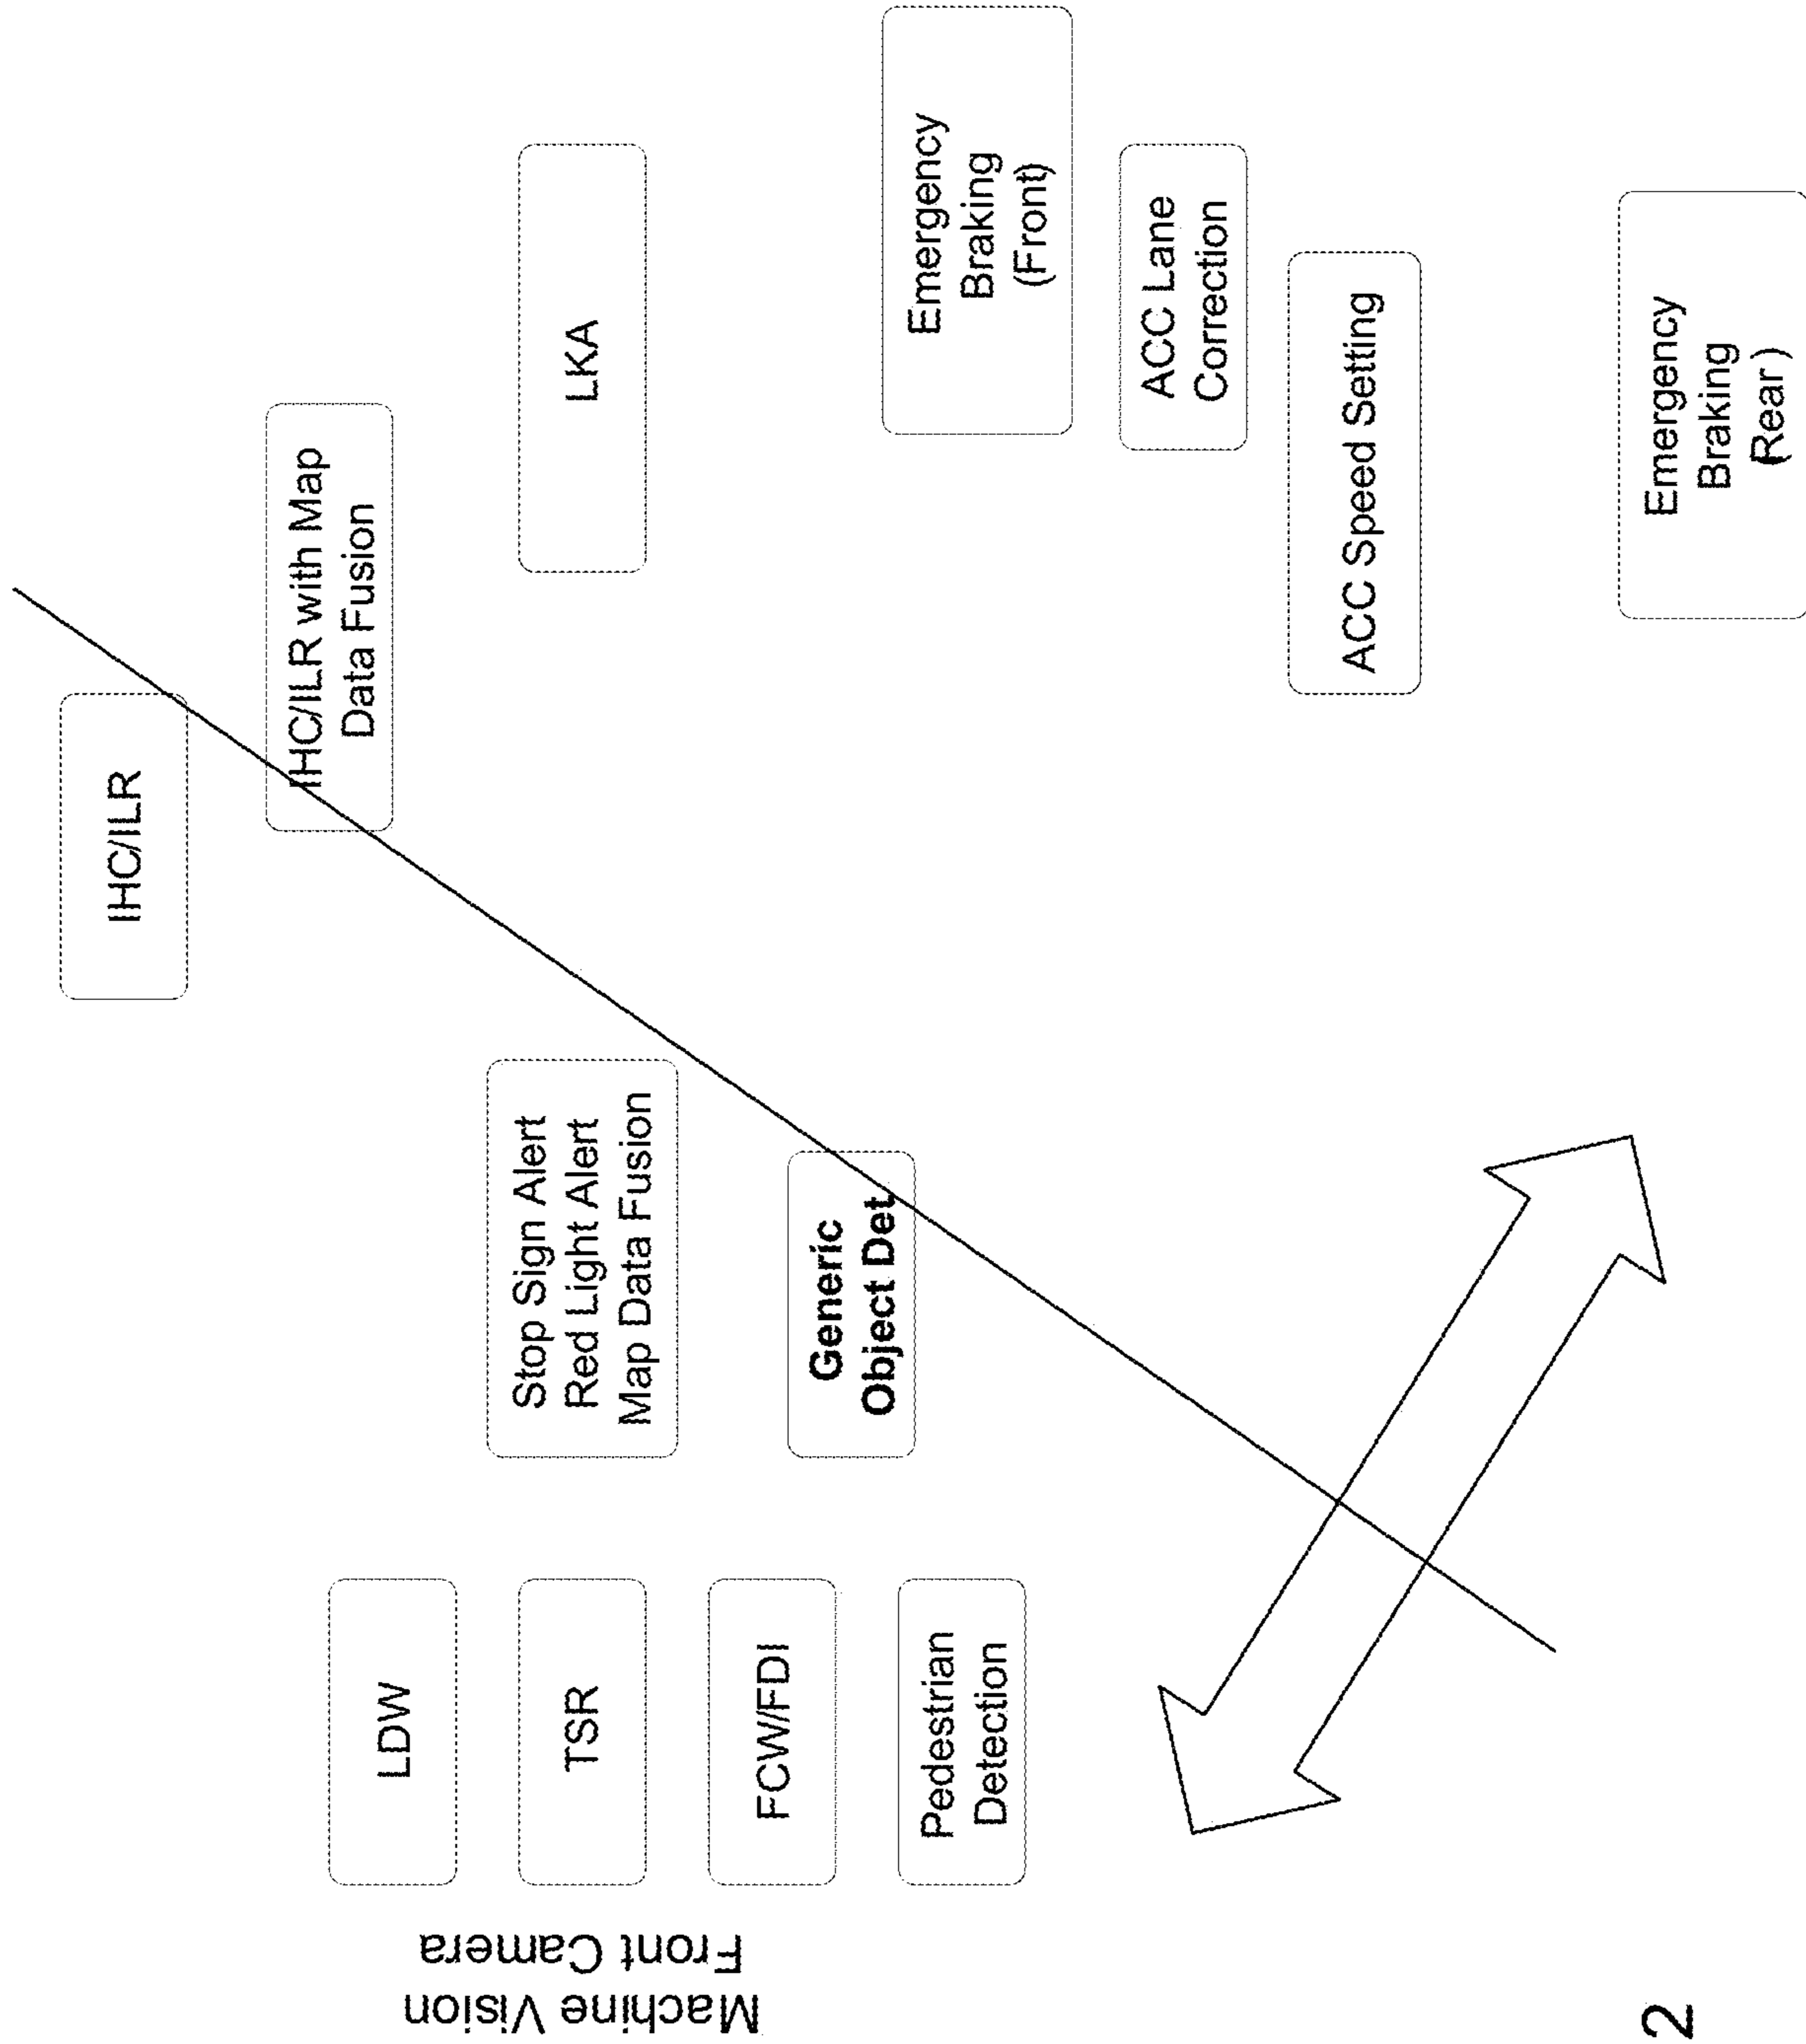 Machine Vision
Front Camera
LDW
TSR
FCW/FDI
Pedestrian
Detection
Stop Sign Alert
Red Light Alert
Map Data Fusion
Generic
Object Det
IHC/ILR
IHC/ILR with Map
Data Fusion
LKA
Emergency
Braking
(Front)
ACC Lane
Correction
ACC Speed Setting
Emergency
Braking
(Rear)
2